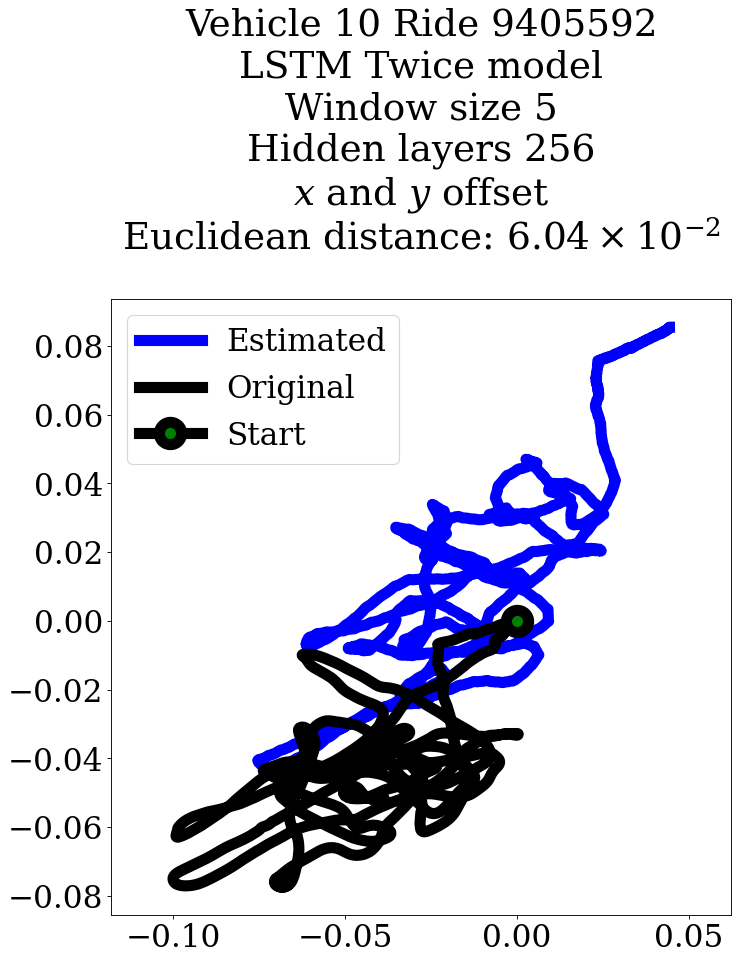 Vehicle 10 Ride 9405592
LSTM Twice model
Window size 5
Hidden layers 256
x and y offset
Euclidean distance: 6.04 × 10⁻²
Estimated
Original
Start
0.08
0.06
0.04
0.02
0.00
−0.02
−0.04
−0.06
−0.08
−0.10
−0.05
0.00
0.05